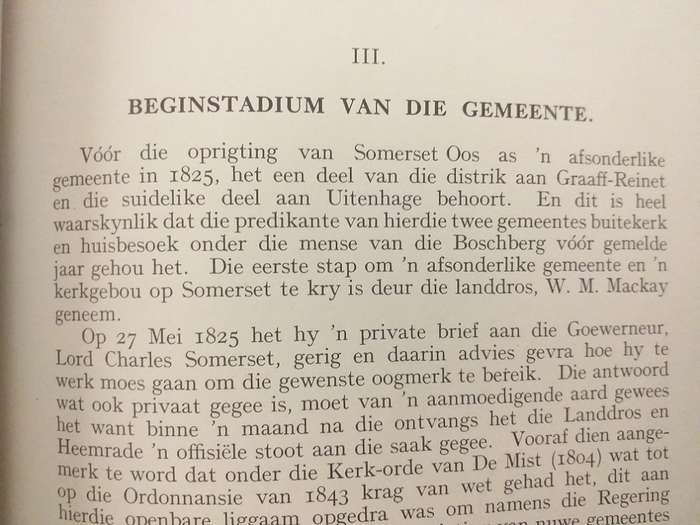 III.
BEGINSTADIUM VAN DIE GEMEENTE.
Vóór die oprigting van Somerset Oos as 'n afsonderlike
gemeente in 1825, het een deel van die distrik aan Graaff-Reinet
en die suidelike deel aan Uitenhage behoort. En dit is heel
waarskynlik dat die predikante van hierdie twee gemeentes buitekerk
en huisbesoek onder die mense van die Boschberg vóór gemelde
jaar gehou het. Die eerste stap om 'n afsonderlike gemeente en 'n
kerkgebou op Somerset te kry is deur die landdros, W. M. Mackay
geneem.
Op 27 Mei 1825 het hy 'n private brief aan die Goewerneur,
Lord Charles Somerset, gerig en daarin advies gevra hoe hy te
werk moes gaan om die gewenste oogmerk te bereik. Die antwoord
wat ook privaat gegee is, moet van 'n aanmoedigende aard gewees
het want binne 'n maand na die ontvangs het die Landdros en
Heemrade 'n offisiële stoot aan die saak gegee. Vooraf dien aange-
merk te word dat onder die Kerk-orde van De Mist (1804) wat tot
op die Ordonnansie van 1843 krag van wet gehad het, dit aan
hierdie openbare liggaam opgedra was om namens die Regering
van nuwe gemeentes